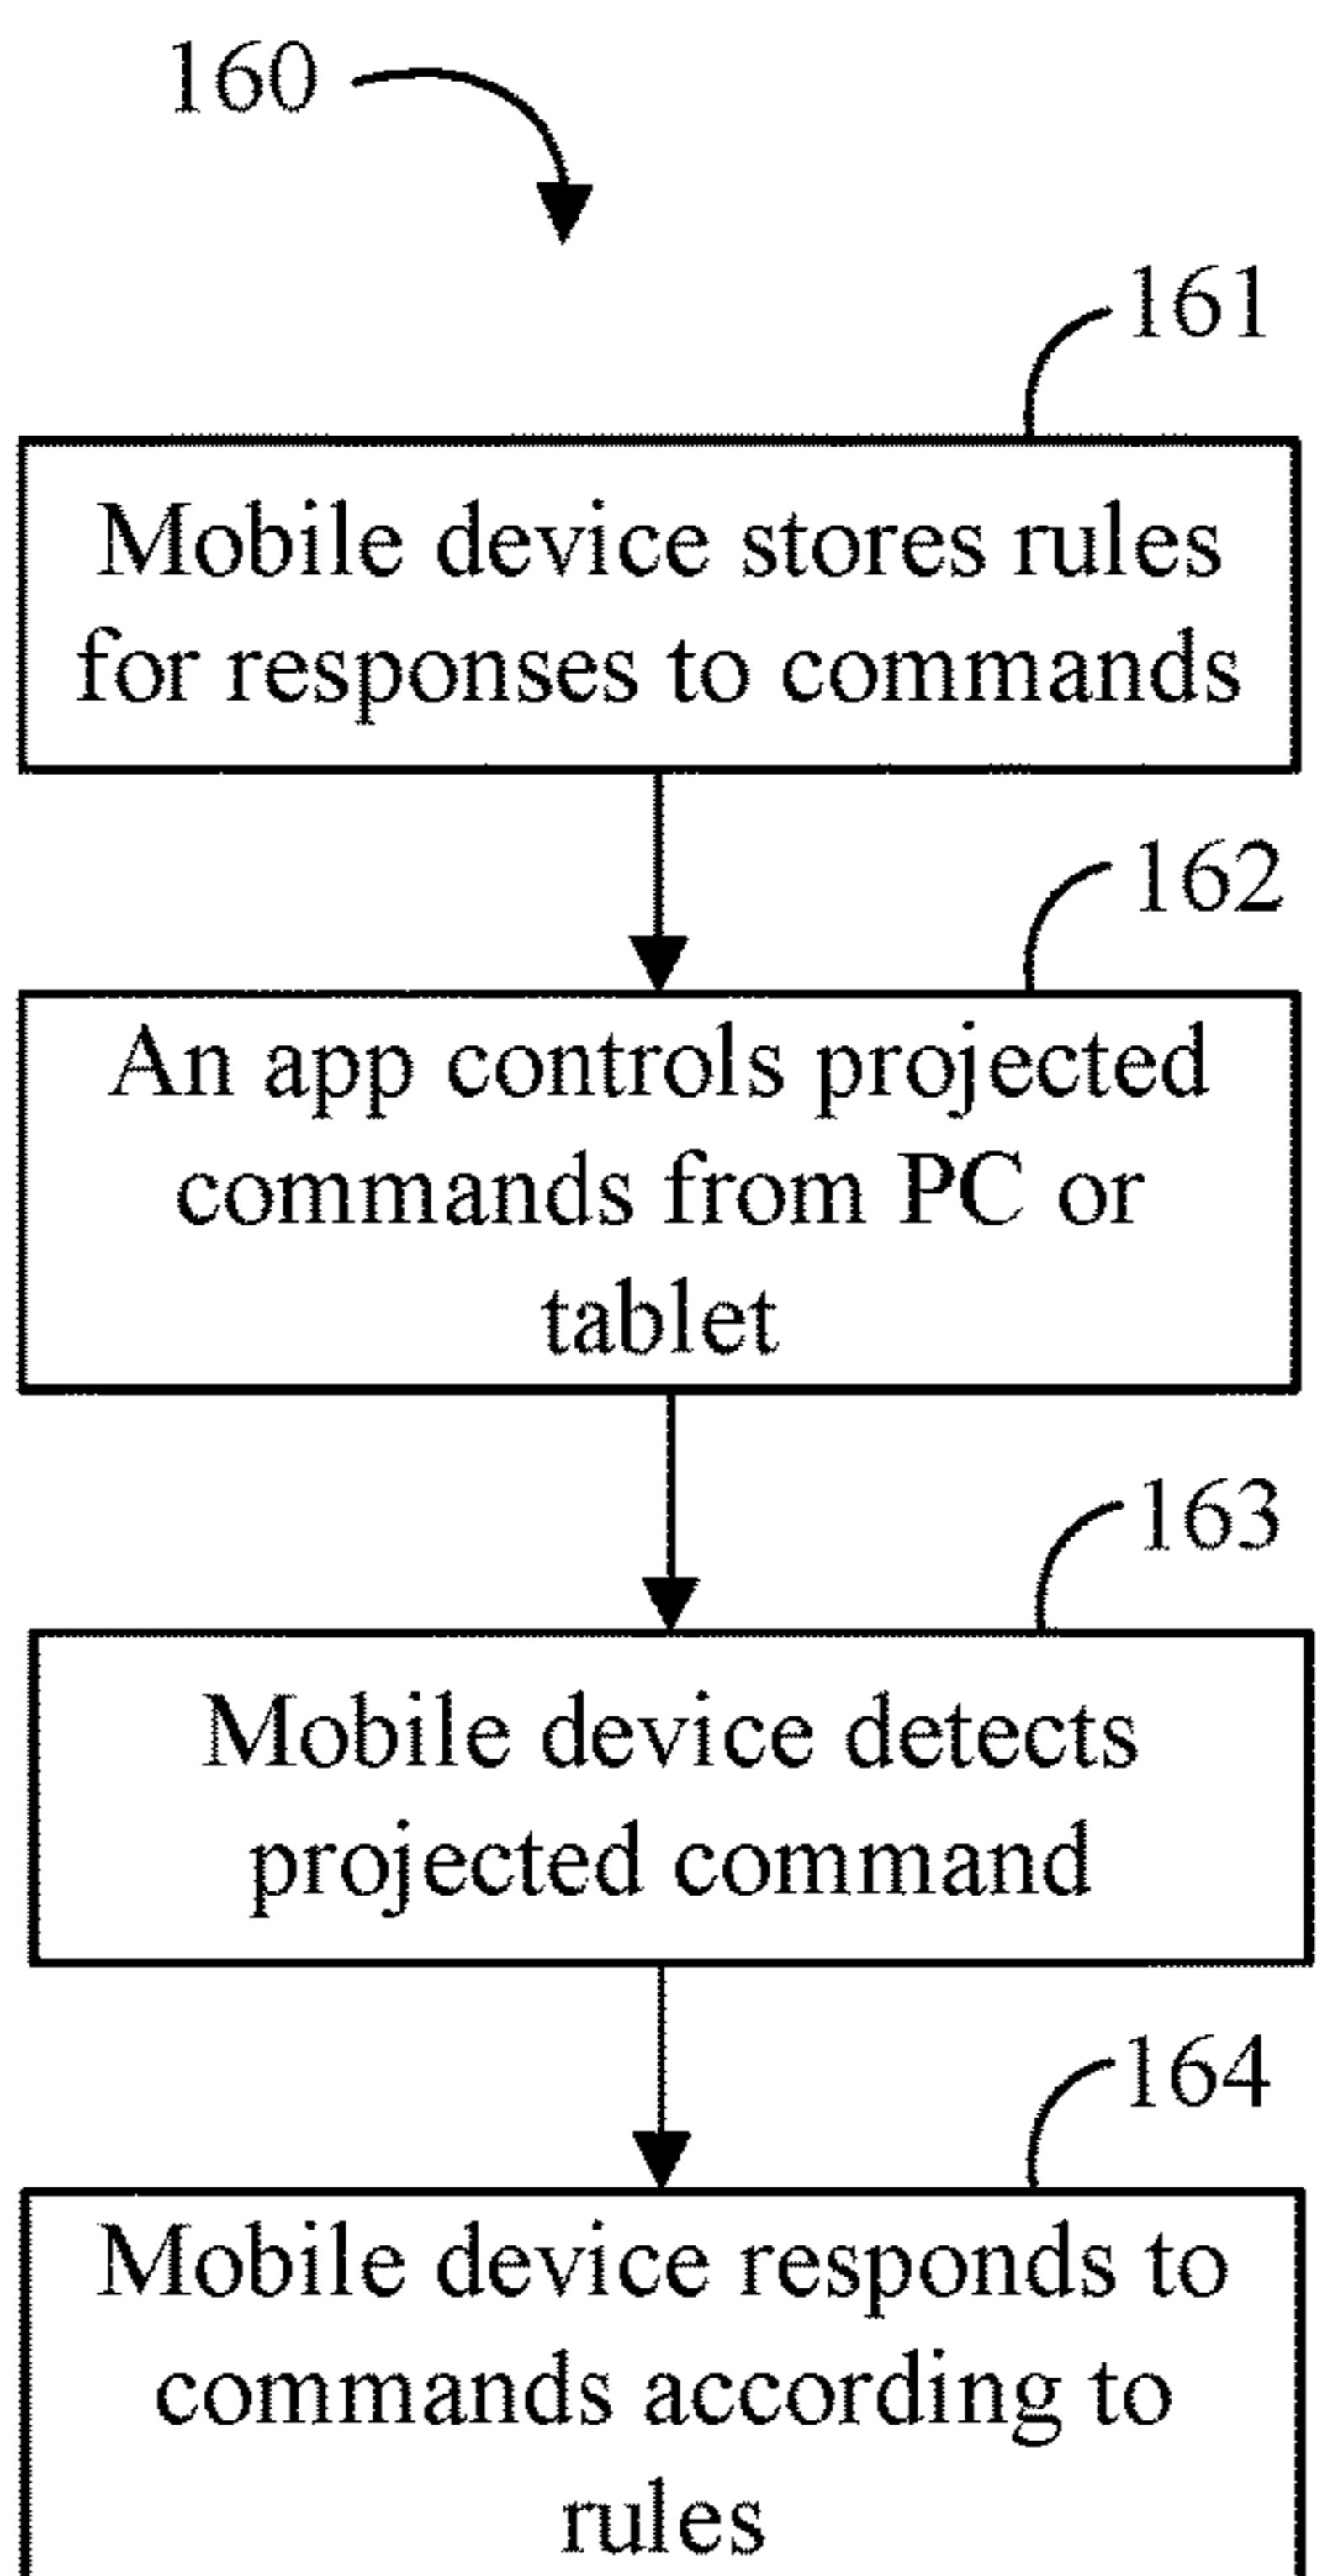 160
161
Mobile device stores rules
for responses to commands
162
An app controls projected
commands from PC or
tablet
163
Mobile device detects
projected command
164
Mobile device responds to
commands according to
rules